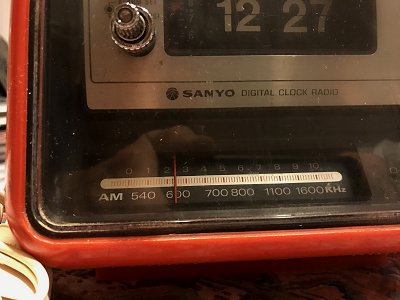 12 27
SANYO DIGITAL CLOCK RADIO
0 1 2 3 4 5 6 7 8 9 10
AM 540 600 700 800 1100 1600 KHz